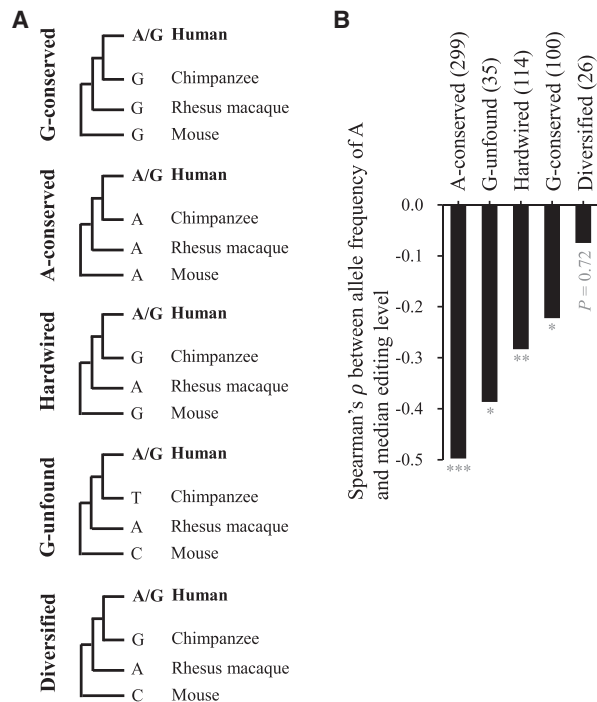 A
G-conserved
A/G Human
G Chimpanzee
G Rhesus macaque
G Mouse
A-conserved
A/G Human
A Chimpanzee
A Rhesus macaque
A Mouse
Hardwired
A/G Human
G Chimpanzee
A Rhesus macaque
G Mouse
G-unfound
A/G Human
T Chimpanzee
A Rhesus macaque
C Mouse
Diversified
A/G Human
G Chimpanzee
A Rhesus macaque
C Mouse
B
A-conserved (299)
G-unfound (35)
Hardwired (114)
G-conserved (100)
Diversified (26)
Spearman's ρ between allele frequency of A
and median editing level
0.0
-0.1
-0.2
-0.3
-0.4
-0.5
***
*
**
*
P = 0.72